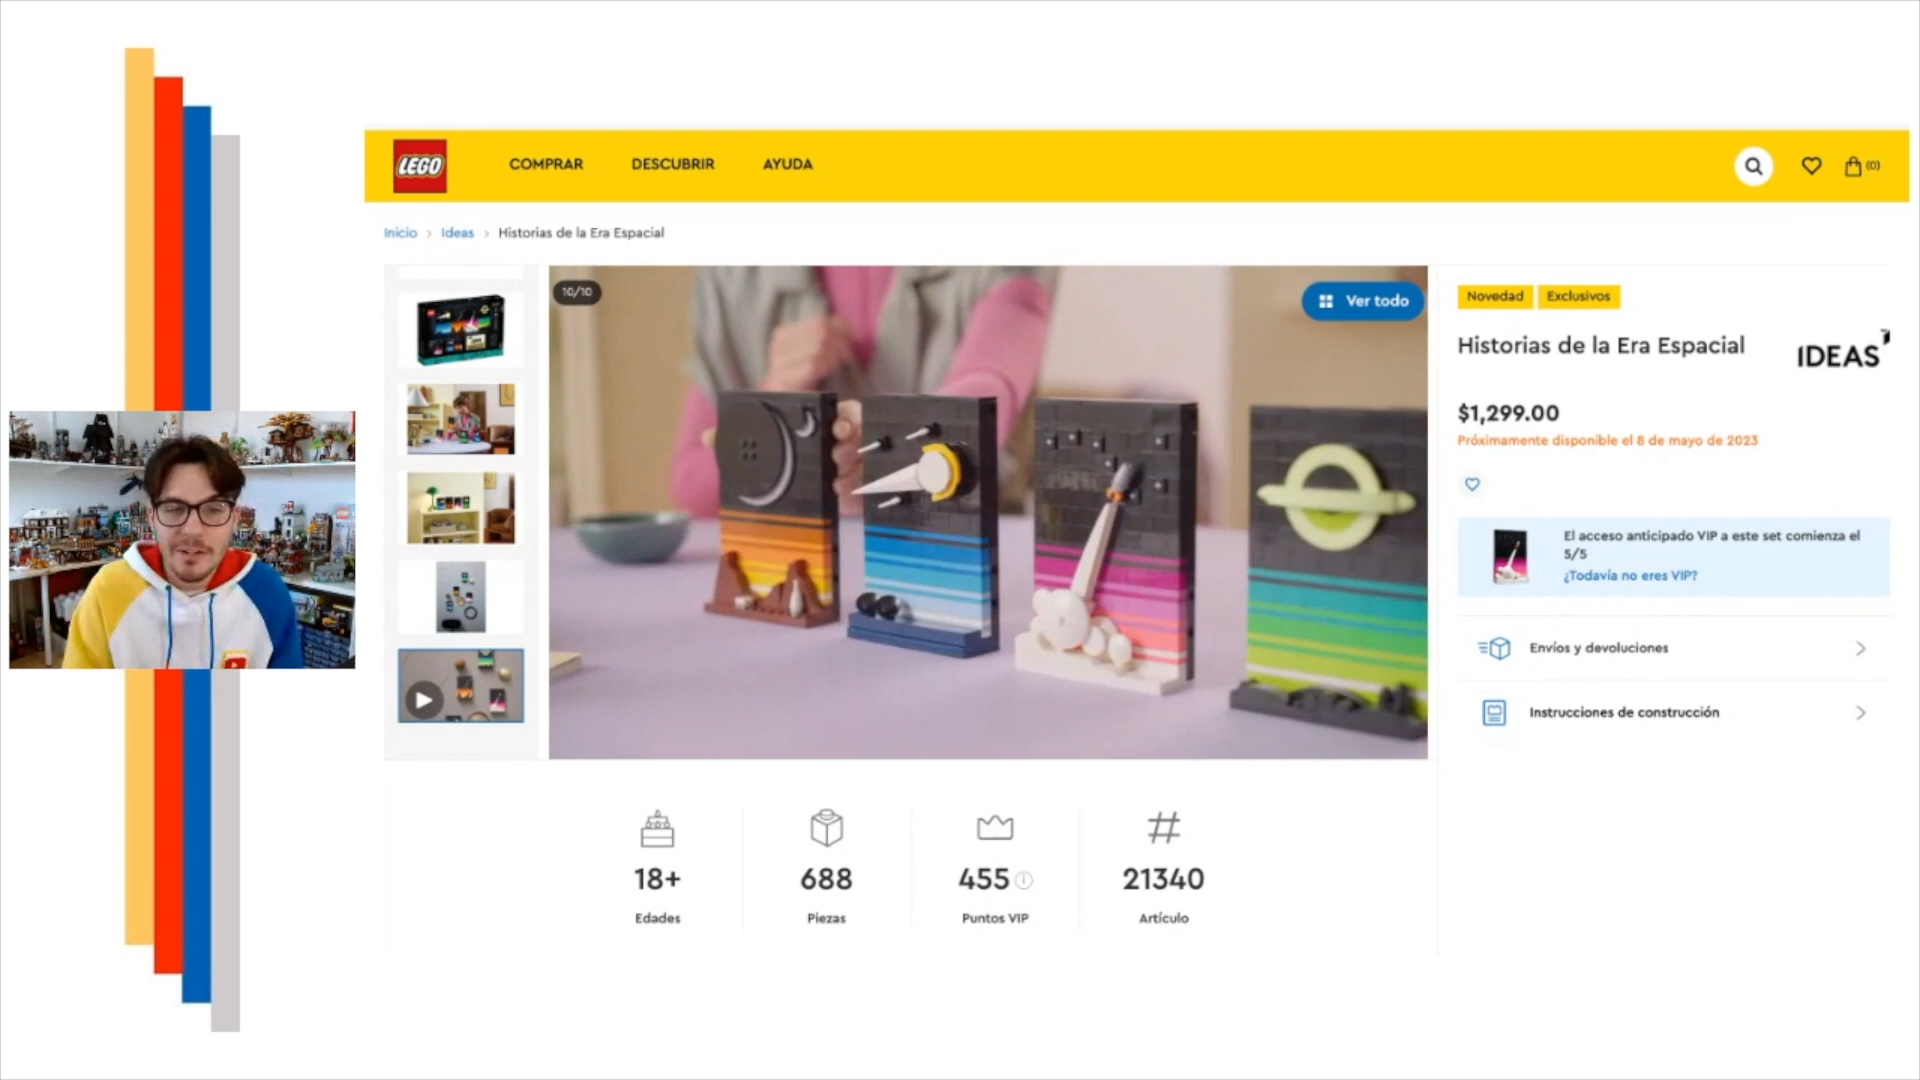 LEGO
COMPRAR
DESCUBRIR
AYUDA
(0)
Inicio > Ideas > Historias de la Era Espacial
10/10
Ver todo
Novedad
Exclusivos
Historias de la Era Espacial
IDEAS
$1,299.00
Próximamente disponible el 8 de mayo de 2023
El acceso anticipado VIP a este set comienza el
5/5
¿Todavía no eres VIP?
Envíos y devoluciones
Instrucciones de construcción
18+
Edades
688
Piezas
455
Puntos VIP
#
21340
Artículo